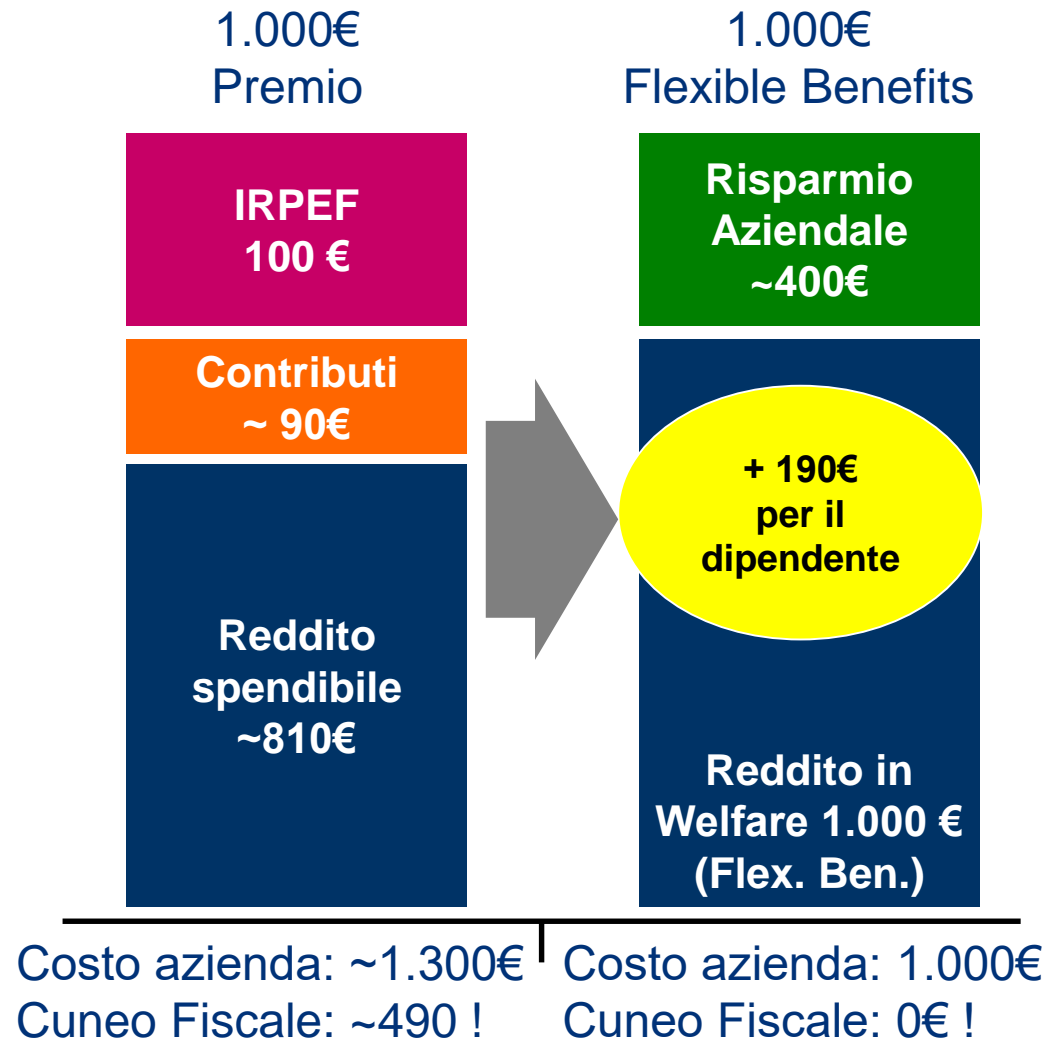 1.000€
Premio
IRPEF
100 €
Contributi
~ 90€
Reddito
spendibile
~810€
Costo azienda: ~1.300€
Cuneo Fiscale: ~490 !
1.000€
Flexible Benefits
Risparmio
Aziendale
~400€
+ 190€
per il
dipendente
Reddito in
Welfare 1.000 €
(Flex. Ben.)
Costo azienda: 1.000€
Cuneo Fiscale: 0€ !